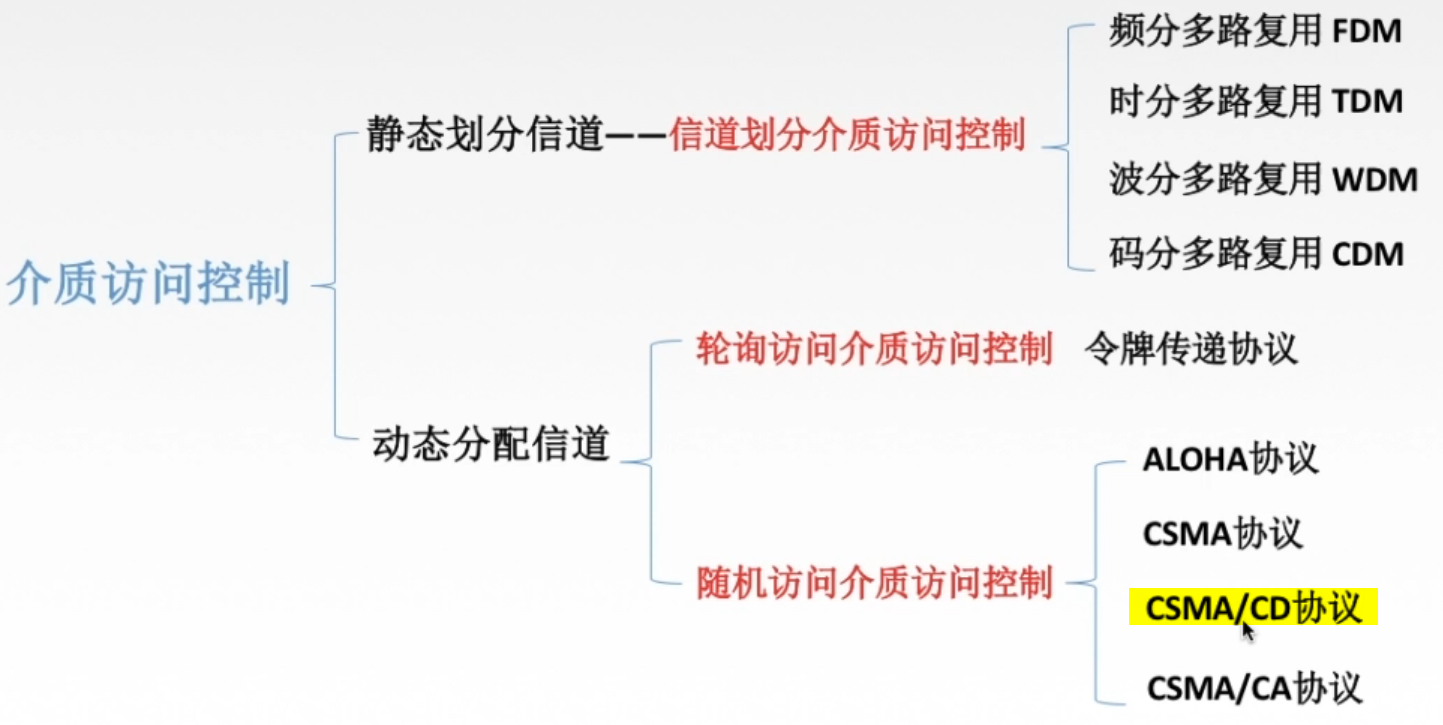 频分多路复用 FDM
时分多路复用 TDM
静态划分信道——信道划分介质访问控制
波分多路复用 WDM
码分多路复用 CDM
介质访问控制
轮询访问介质访问控制 令牌传递协议
动态分配信道
ALOHA协议
CSMA协议
随机访问介质访问控制
CSMA/CD协议
CSMA/CA协议